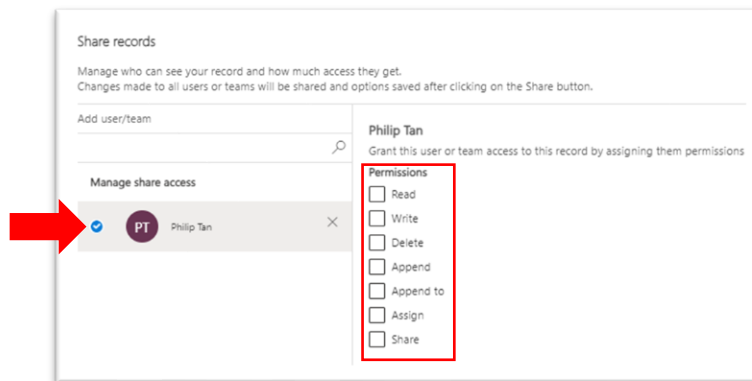 Share records
Manage who can see your record and how much access they get.
Changes made to all users or teams will be shared and options saved after clicking on the Share button.
Add user/team
Manage share access
PT
Philip Tan
Philip Tan
Grant this user or team access to this record by assigning them permissions
Permissions
Read
Write
Delete
Append
Append to
Assign
Share